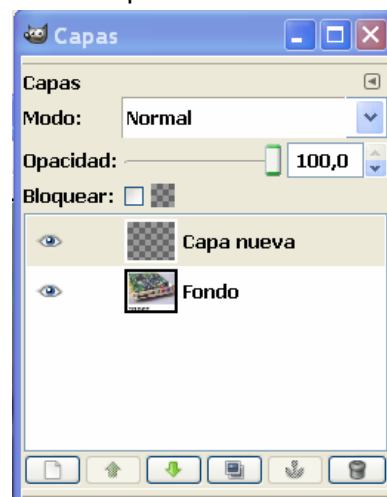 Capas
Capas
Modo: Normal
Opacidad: 100,0
Bloquear:
Capa nueva
Fondo